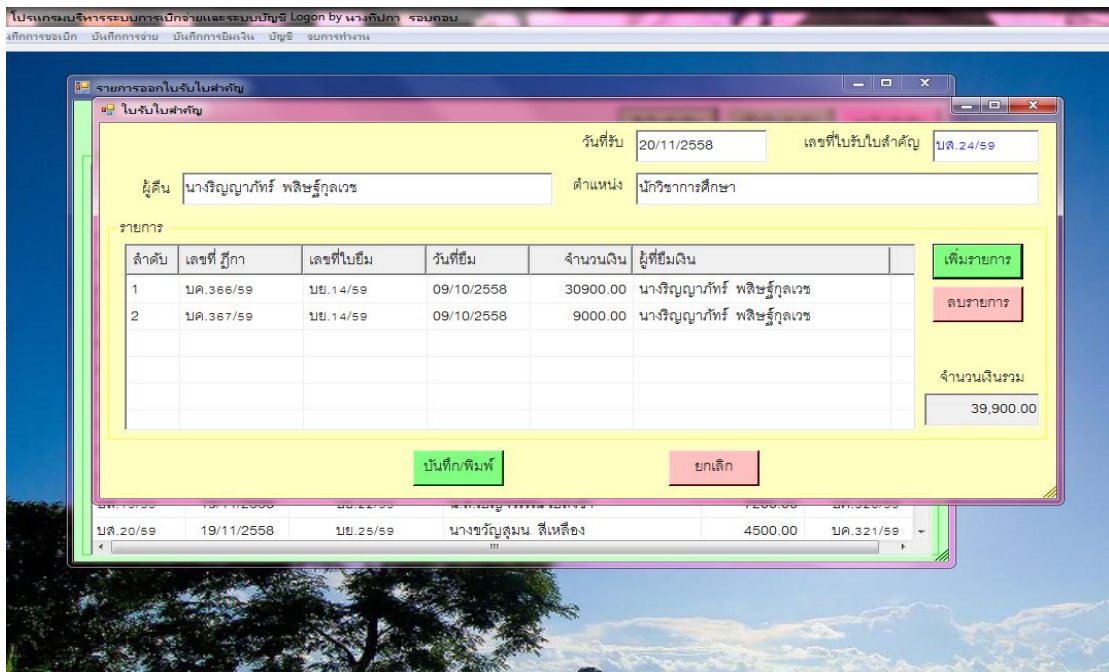 โปรแกรมบริหารระบบการเบิกจ่ายและระบบบัญชี Logon by นางทิปภา รอบคอบ
บันทึกการจ่าย บันทึกการยืมเงิน บัญชี จบการทำงาน
รายการออกใบรับใบสำคัญ
ใบรับใบสำคัญ
วันที่รับ 20/11/2558 เลขที่ใบรับใบสำคัญ บส.24/59
ผู้คืน นางริญญาภัทร์ พสิษฐ์กุลเวช ตำแหน่ง นักวิชาการศึกษา
รายการ
ลำดับ เลขที่ ฎีกา เลขที่ใบยืม วันที่ยืม จำนวนเงิน ผู้ที่ยืมเงิน เพิ่มรายการ
1 บค.366/59 บย.14/59 09/10/2558 30900.00 นางริญญาภัทร์ พสิษฐ์กุลเวช
ลบรายการ
2 บค.367/59 บย.14/59 09/10/2558 9000.00 นางริญญาภัทร์ พสิษฐ์กุลเวช
จำนวนเงินรวม
39,900.00
บันทึก/พิมพ์ ยกเลิก
บส.20/59 19/11/2558 บย.25/59 นางขวัญสุมน สีเหลือง 4500.00 บค.321/59